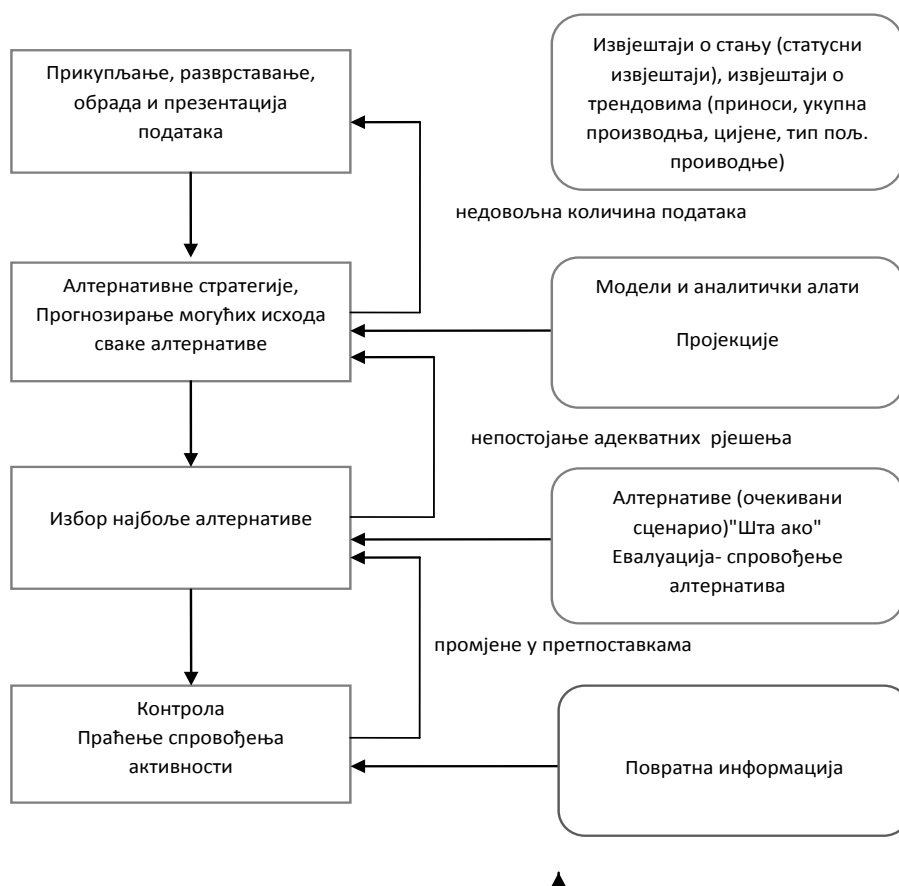 Прикупљање, разврставање,
обрада и презентација
података
Извјештаји о стању (статусни
извјештаји), извјештаји о
трендовима (приноси, укупна
производња, цијене, тип пољ.
проиводње)
недовољна количина података
Алтернативне стратегије,
Прогнозирање могућих исхода
сваке алтернативе
Модели и аналитички алати
Пројекције
непостојање адекватних рјешења
Избор најбоље алтернативе
Алтернативе (очекивани
сценарио)"Шта ако"
Евалуација- спровођење
алтернатива
промјене у претпоставкама
Контрола
Праћење спровођења
активности
Повратна информација